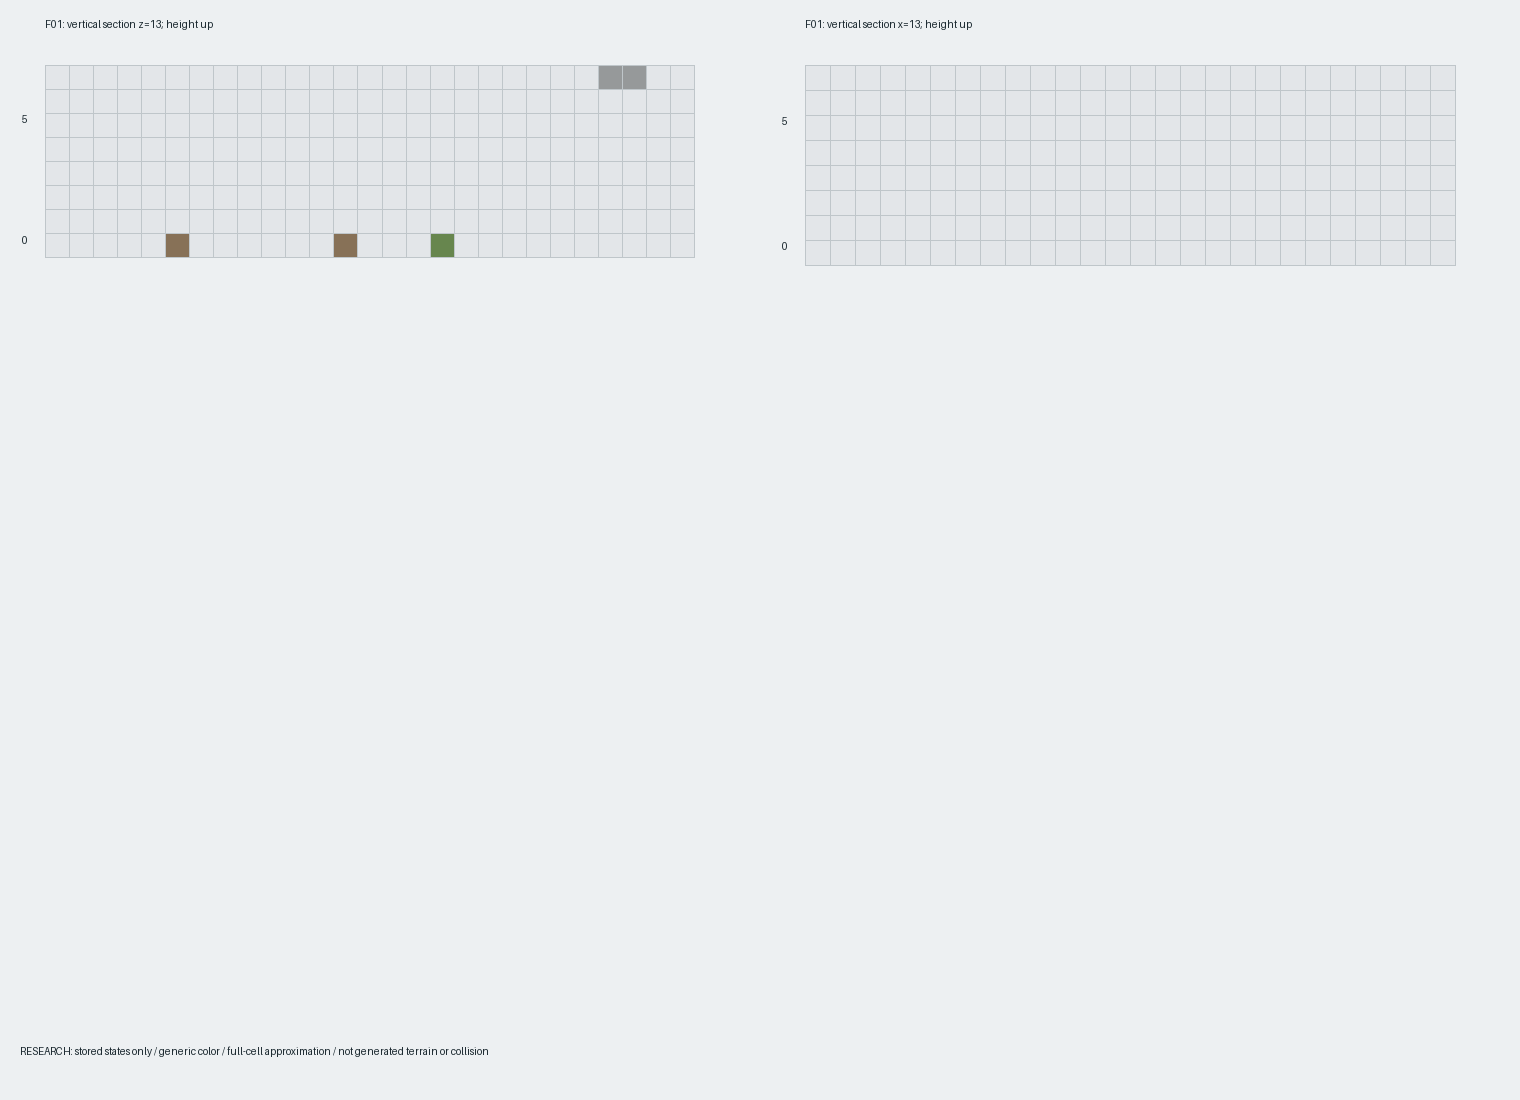 F01: vertical section z=13; height up
F01: vertical section x=13; height up
5
5
0
0
RESEARCH: stored states only / generic color / full-cell approximation / not generated terrain or collision